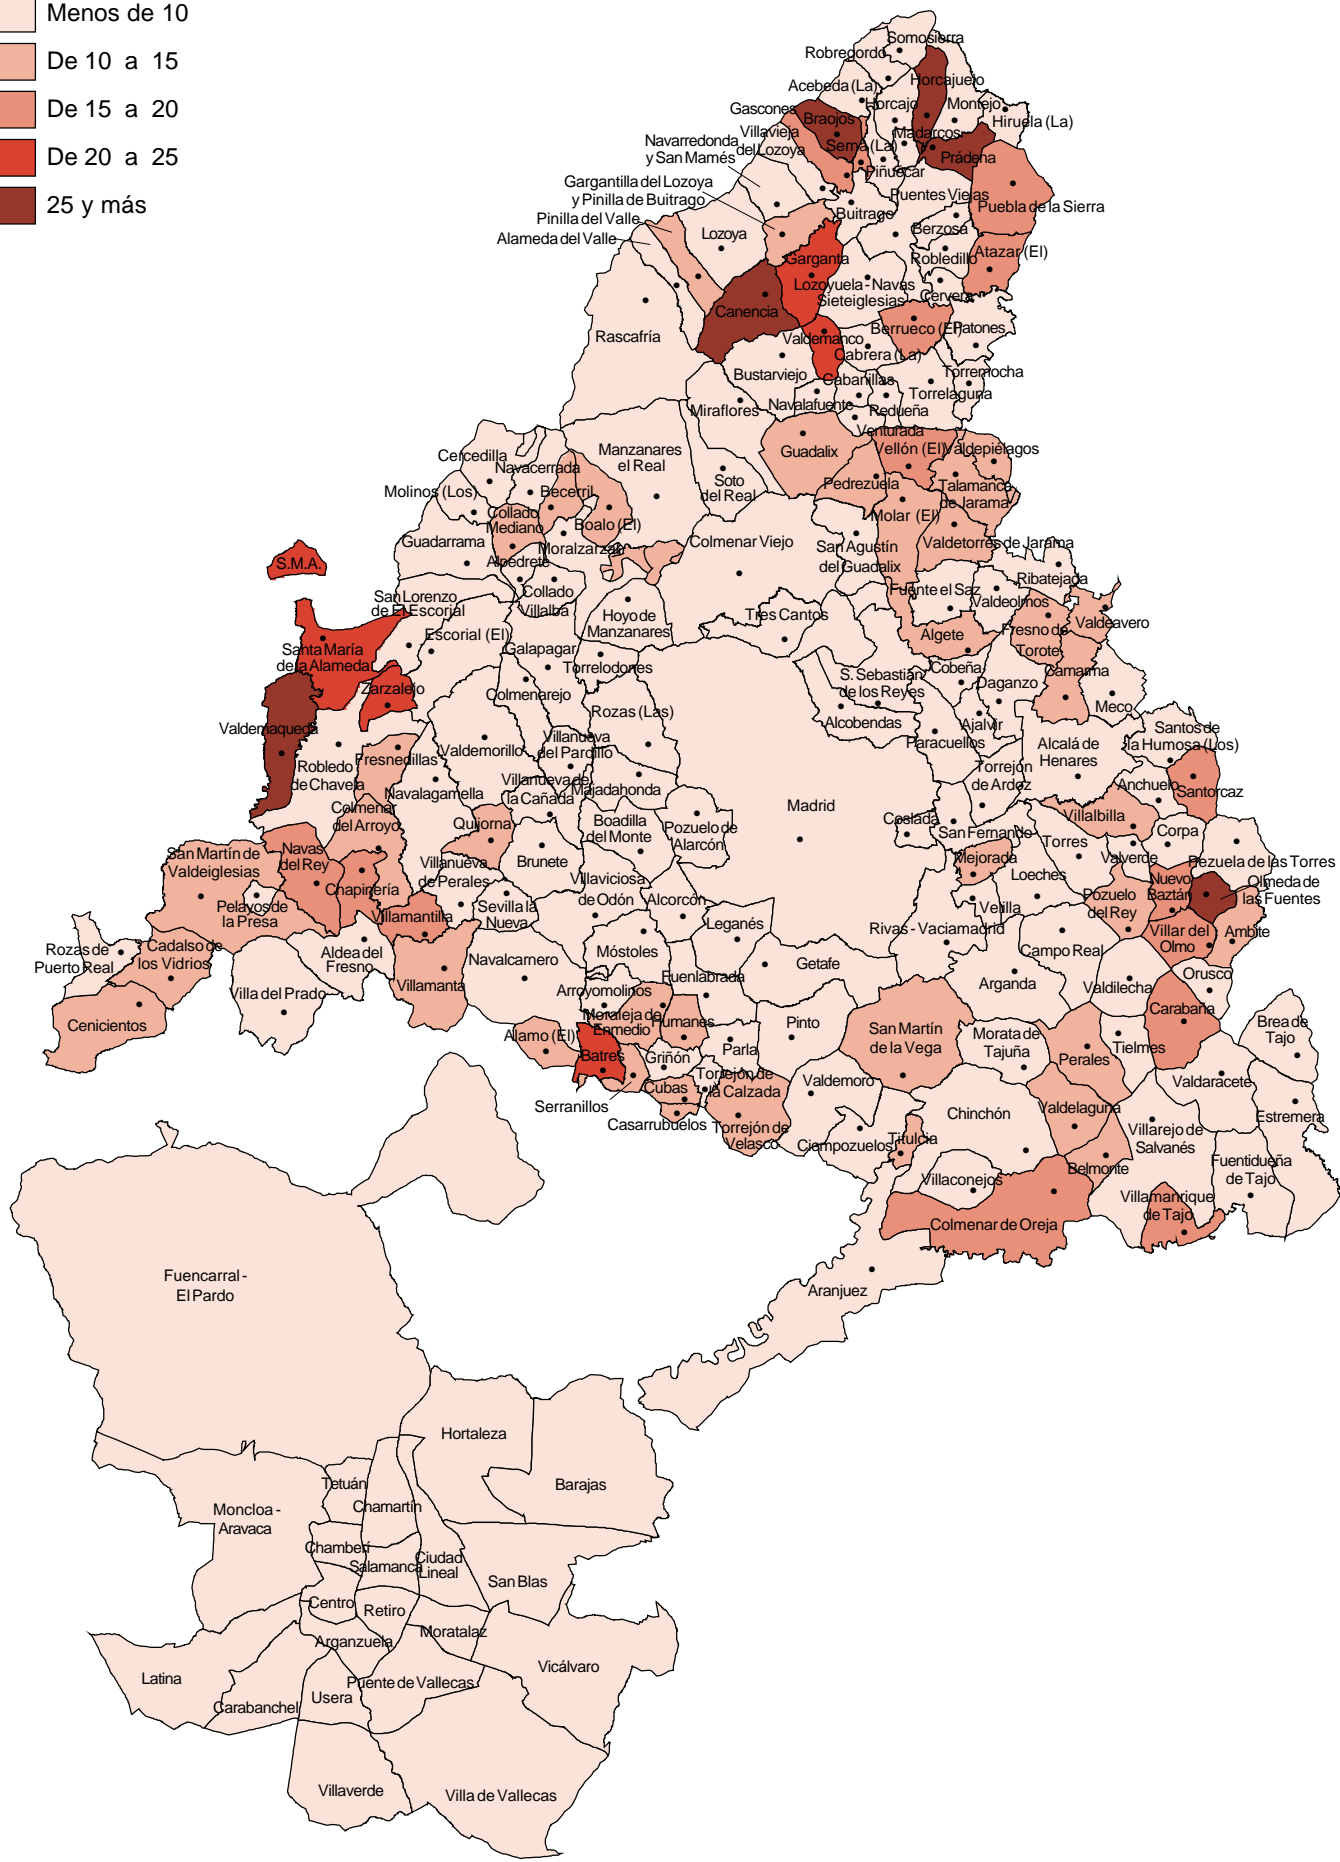 Menos de 10
De 10 a 15
De 15 a 20
De 20 a 25
25 y más
Somosierra
Robregordo
Acebeda (La)
Horcajuelo
Horcajo
Montejo
Hiruela (La)
Gascones
Braojos
Madarcos
Villavieja
del Lozoya
Serna (La)
Prádena
Navarredonda
y San Mamés
Piñuecar
Gargantilla del Lozoya
y Pinilla de Buitrago
Puentes Viejas
Puebla de la Sierra
Buitrago
Pinilla del Valle
Alameda del Valle
Lozoya
Berzosa
Robledillo
Atazar (El)
Garganta
Lozoyuela - Navas
Sieteiglesias
Cervera
Canencia
Rascafría
Valdemanco
Berrueco (El)
Patones
Cabrera (La)
Bustarviejo
Cabanillas
Torremocha
Torrelaguna
Miraflores
Navalafuente
Redueña
Venturada
Manzanares
el Real
Guadalix
Vellón (El)
Valdepiélagos
Cercedilla
Navacerrada
Soto
del Real
Pedrezuela
Talamanca
de Jarama
Molinos (Los)
Becerril
Collado
Mediano
Boalo (El)
Molar (El)
Guadarrama
Moralzarzal
Colmenar Viejo
San Agustín
del Guadalix
Valdetorres de Jarama
S.M.A.
Alpedrete
Collado
Villalba
Ribatejada
San Lorenzo
de El Escorial
Fuente el Saz
Valdeolmos
Hoyo de
Manzanares
Tres Cantos
Valdeavero
Escorial (El)
Algete
Fresno de
Torote
Santa María
de la Alameda
Galapagar
Torrelodones
Cobeña
Camarma
S. Sebastián
de los Reyes
Daganzo
Zarzalejo
Colmenarejo
Meco
Rozas (Las)
Alcobendas
Ajalvir
Valdemaqueda
Paracuellos
Santos de
la Humosa (Los)
Villanueva
del Pardillo
Valdemorillo
Alcalá de
Henares
Fresnedillas
Robledo
de Chavela
Torrejón
de Ardoz
Villanueva de
la Cañada
Majadahonda
Anchuelo
Santorcaz
Navalagamella
Colmenar
del Arroyo
Madrid
Villalbilla
Quijorna
Boadilla
del Monte
Pozuelo de
Alarcón
Coslada
San Fernando
Corpa
Torres
Navas
del Rey
San Martín de
Valdeiglesias
Villanueva
de Perales
Brunete
Mejorada
Valverde
Pezuela de las Torres
Chapinería
Villaviciosa
de Odón
Loeches
Nuevo
Baztán
Olmeda de
las Fuentes
Pelayos de
la Presa
Sevilla la
Nueva
Alcorcón
Velilla
Pozuelo
del Rey
Villamantilla
Leganés
Rivas - Vaciamadrid
Villar del
Olmo
Ambite
Rozas de
Puerto Real
Cadalso de
los Vidrios
Aldea del
Fresno
Navalcarnero
Móstoles
Getafe
Campo Real
Arganda
Orusco
Villa del Prado
Villamanta
Fuenlabrada
Valdilecha
Arroyomolinos
Carabaña
Cenicientos
Moraleja de
Enmedio
Humanes
Pinto
San Martín
de la Vega
Brea de
Tajo
Alamo (El)
Morata de
Tajuña
Tielmes
Batres
Griñón
Parla
Perales
Cubas
Torrejón de
la Calzada
Valdemoro
Valdaracete
Serranillos
Chinchón
Valdelaguna
Estremera
Casarrubuelos
Torrejón de
Velasco
Ciempozuelos
Titulcia
Villarejo de
Salvanés
Fuentidueña
de Tajo
Belmonte
Villaconejos
Villamanrique
de Tajo
Colmenar de Oreja
Aranjuez
Fuencarral -
El Pardo
Hortaleza
Barajas
Tetuán
Chamartín
Moncloa -
Aravaca
Chamberí
Salamanca
Ciudad
Lineal
San Blas
Centro
Retiro
Arganzuela
Moratalaz
Latina
Vicálvaro
Puente de Vallecas
Carabanchel
Usera
Villaverde
Villa de Vallecas